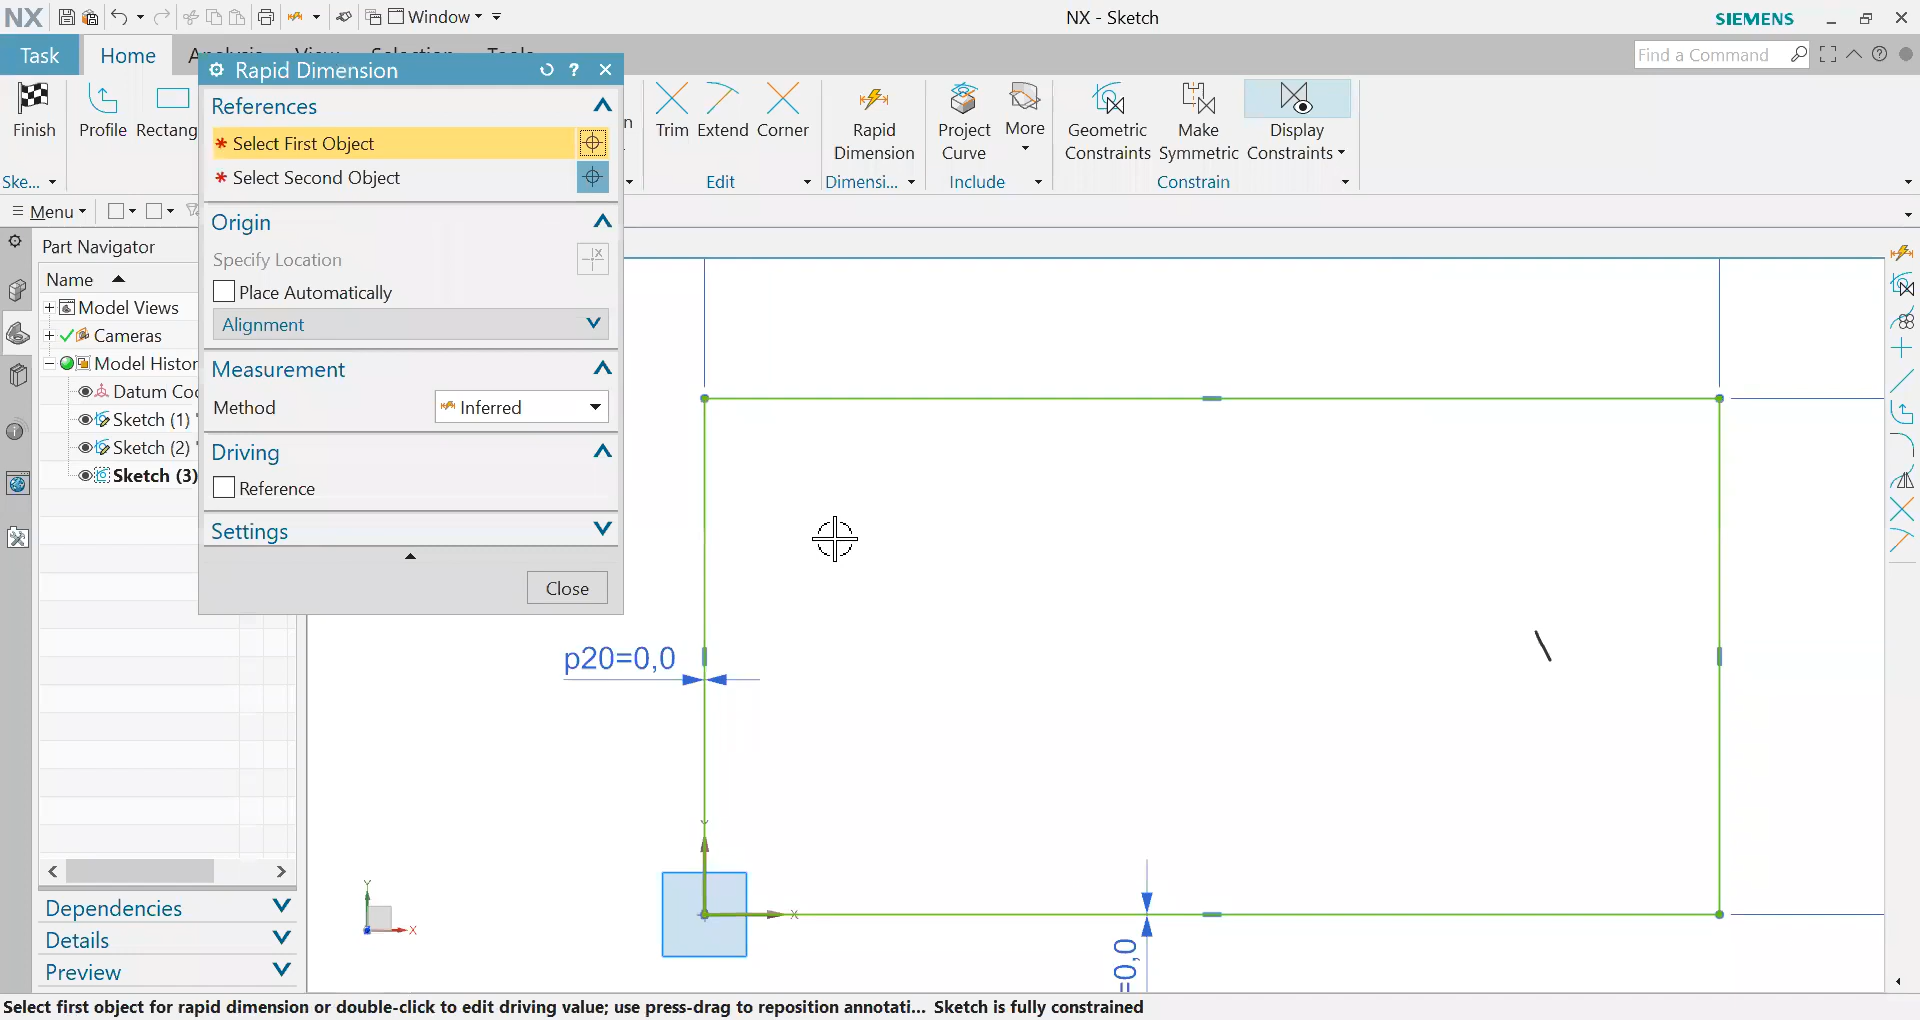 NX
Window
NX - Sketch
SIEMENS
Task
Home
Find a Command
Rapid Dimension
?
References
* Select First Object
* Select Second Object
Origin
Specify Location
Place Automatically
Alignment
Measurement
Method
Inferred
Driving
Reference
Settings
Close
Finish
Profile
Rectang
Trim
Extend
Corner
Rapid Dimension
Project Curve
More
Geometric Constraints
Make Symmetric
Display Constraints
Ske...
Edit
Dimensi...
Include
Constrain
Menu
Part Navigator
Name
Model Views
Cameras
Model Histor
Datum Coo
Sketch (1)
Sketch (2)
Sketch (3)
Dependencies
Details
Preview
p20=0,0
=0,0
X
Y
X
Y
Select first object for rapid dimension or double-click to edit driving value; use press-drag to reposition annotati... Sketch is fully constrained